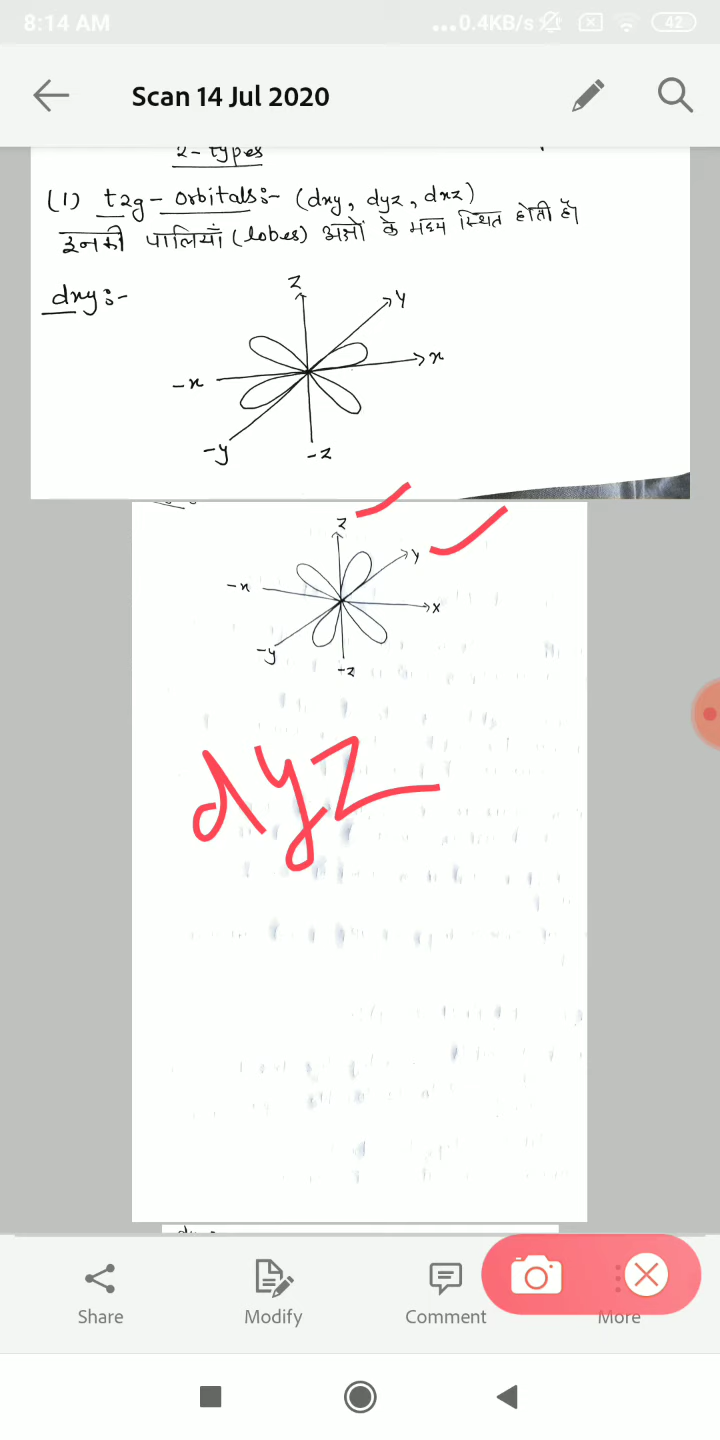 8:14 AM
...0.4KB/s
42
Scan 14 Jul 2020
2-types
(1) t2g - orbitals:- (dxy, dyz, dxz)
इनकी पालियाँ (lobes) अक्षों के मध्य स्थित होती हैं।
dxy:-
Z
Y
-x
x
-y
-z
Z
Y
-x
X
-y
-z
dyz
Share
Modify
Comment
More